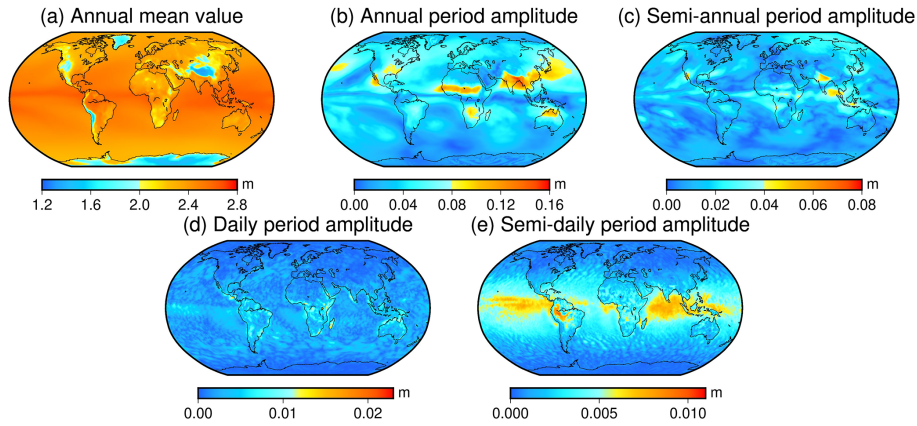 (a) Annual mean value
(b) Annual period amplitude
(c) Semi-annual period amplitude
m
1.2 1.6 2.0 2.4 2.8
m
0.00 0.04 0.08 0.12 0.16
m
0.00 0.02 0.04 0.06 0.08
(d) Daily period amplitude
(e) Semi-daily period amplitude
m
0.00 0.01 0.02
m
0.000 0.005 0.010